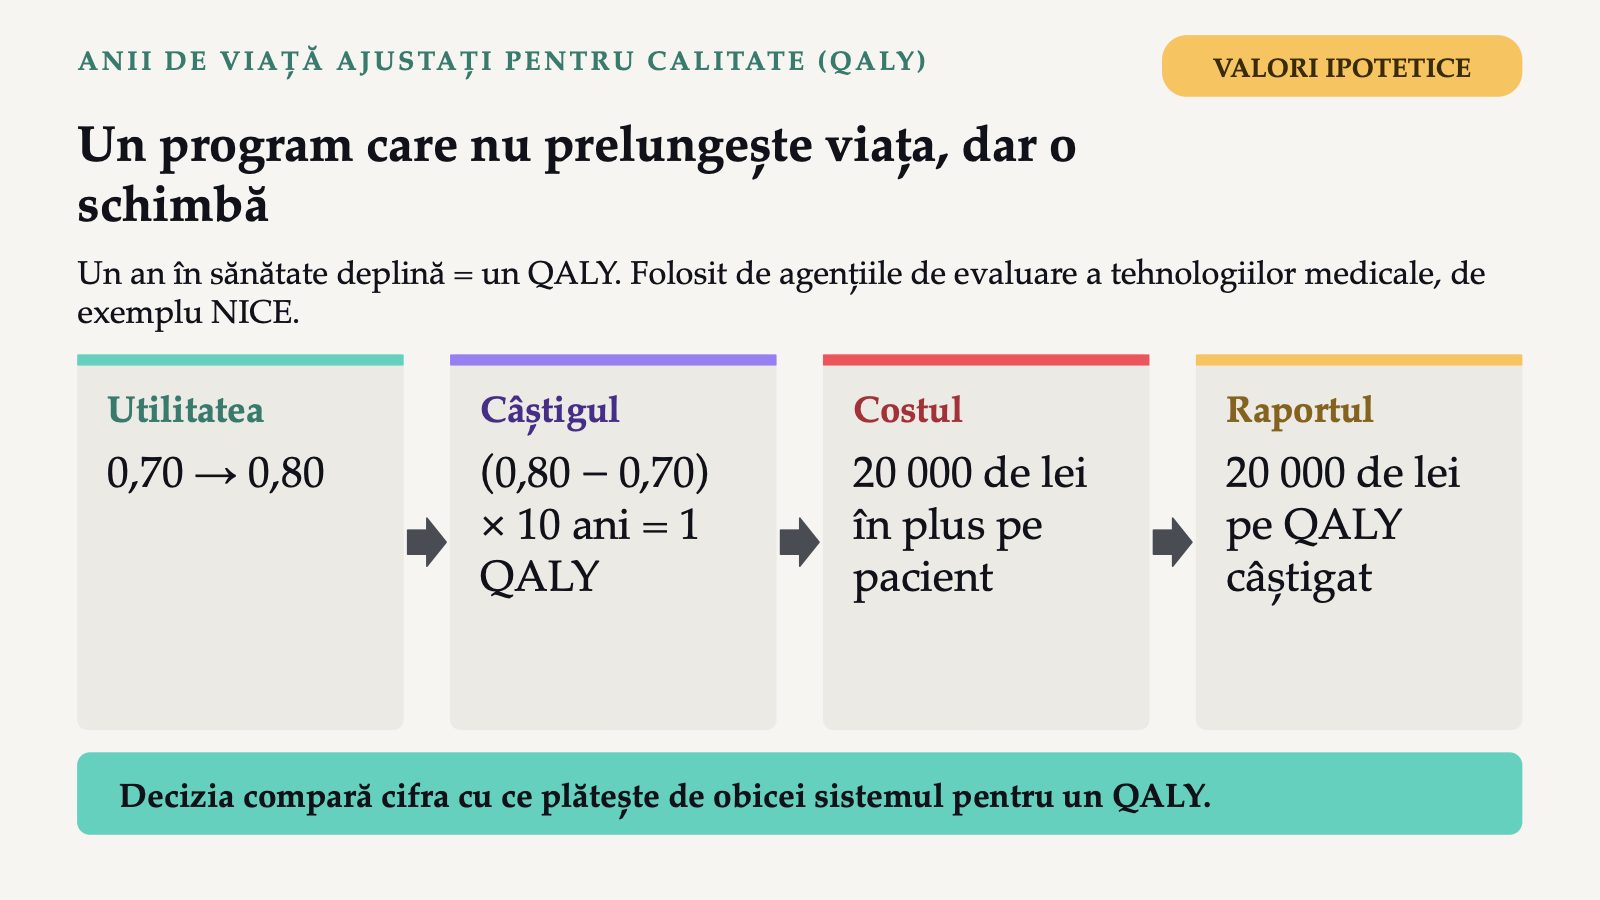 ANII DE VIAȚĂ AJUSTAȚI PENTRU CALITATE (QALY)
VALORI IPOTETICE
Un program care nu prelungește viața, dar o
schimbă
Un an în sănătate deplină = un QALY. Folosit de agențiile de evaluare a tehnologiilor medicale, de
exemplu NICE.
Utilitatea
0,70 → 0,80
Câștigul
(0,80 − 0,70)
× 10 ani = 1
QALY
Costul
20 000 de lei
în plus pe
pacient
Raportul
20 000 de lei
pe QALY
câștigat
Decizia compară cifra cu ce plătește de obicei sistemul pentru un QALY.